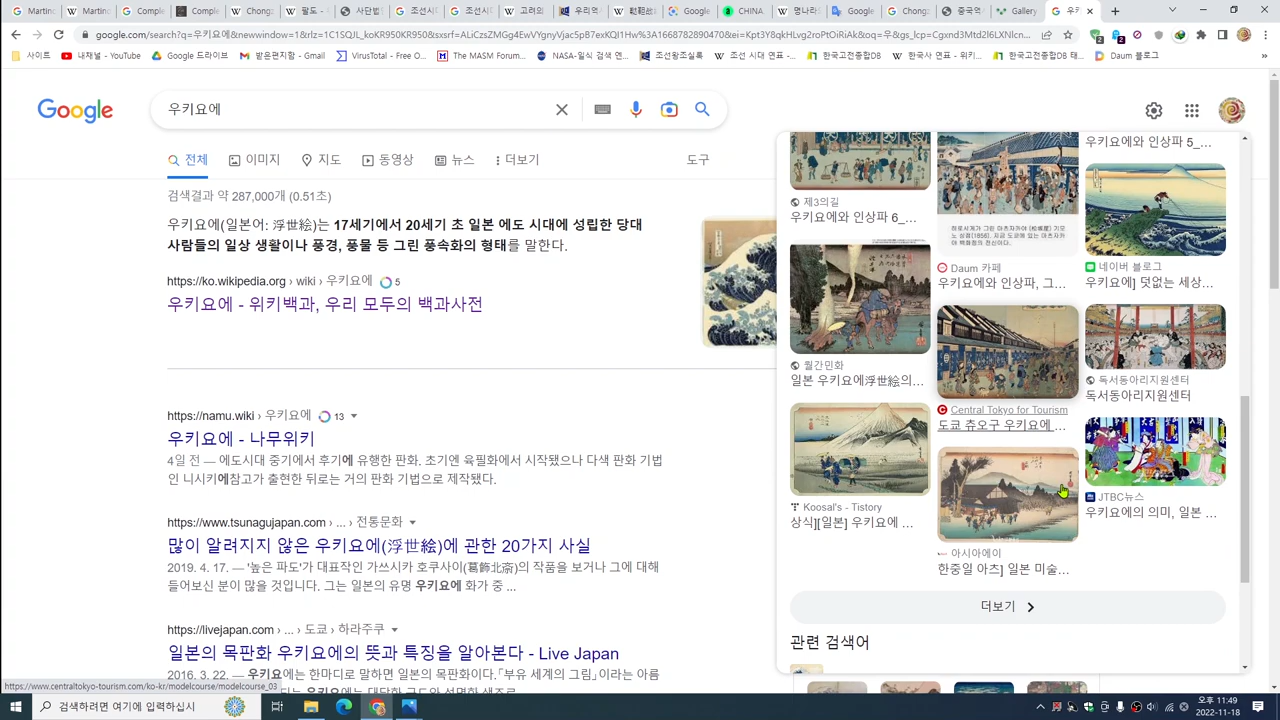 Martin
Googl
Comple
Comple
팔도 -
사단법
조선시
조선시
고려의
우리역
Google
CHINA
Google
Chong
중국역
Gallery
google.com/search?q=우키요에&newwindow=1&rlz=1C1SQJL_koKR950KR950&sxsrf=ALiCzsZMGg4EwVYgnyVjac5pB7exKQI1Hw%3A1668782890470&ei=Kpt3Y8qkHLvg2roPtOiRiAk&oq=우&gs_lcp=Cgxnd3Mtd2l6LXNlcn...
사이트
내채널 - YouTube
Google 드라이브
받은편지함 - Gmail
VirusTotal - Free O...
The MASM Forum...
NASA-일식 검색 엔...
조선왕조실록
조선 시대 연표 -...
한국고전종합DB
한국사 연표 - 위키...
한국고전종합DB 태...
Daum 블로그
Google
우키요에
전체
이미지
지도
동영상
뉴스
더보기
도구
검색결과 약 287,000개 (0.51초)
우키요에(일본어: 浮世絵)는 17세기에서 20세기 초 일본 에도 시대에 성립한 당대
사람들의 일상 생활이나 풍경, 풍물 등 그린 풍속화의 형태를 말한다.
https://ko.wikipedia.org › wiki › 우키요에 5
우키요에 - 위키백과, 우리 모두의 백과사전
https://namu.wiki › 우키요에 13
우키요에 - 나무위키
4일 전 — 에도시대 중기에서 후기에 유행한 판화. 초기엔 육필화에서 시작됐으나 다색 판화 기법
인 니시키에참고가 출현한 뒤로는 거의 판화 기법으로 제작됐다.
https://www.tsunagujapan.com › ... › 전통문화
많이 알려지지 않은 우키요에(浮世絵)에 관한 20가지 사실
2019. 4. 17. — '높은 파도'가 대표작인 가쓰시카 호쿠사이(葛飾北斎)의 작품을 보거나 그에 대해
들어보신 분이 많을 것입니다. 그는 일본의 유명 우키요에 화가 중 ...
https://livejapan.com › ... › 도쿄 › 하라주쿠
일본의 목판화 우키요에의 뜻과 특징을 알아본다 - Live Japan
2016. 3. 22. — 우키요에는 한마디로 말하면 일본의 목판화이다.「부유 세계의 그림」이라는 아름
https://www.centraltokyo-tourism.com/ko-kr/modelcourse/modelcourse_03
제3의길
우키요에와 인상파 6_...
월간민화
일본 우키요에浮世絵의...
Koosal's - Tistory
상식][일본] 우키요에 ...
Daum 카페
우키요에와 인상파, 그...
Central Tokyo for Tourism
도쿄 츄오구 우키요에 ...
아시아에이
한중일 아츠] 일본 미술...
우키요에와 인상파 5_...
네이버 블로그
우키요에] 덧없는 세상...
독서동아리지원센터
독서동아리지원센터
JTBC뉴스
우키요에의 의미, 일본 ...
더보기
관련 검색어
검색하려면 여기에 입력하십시
오후 11:49
2022-11-18